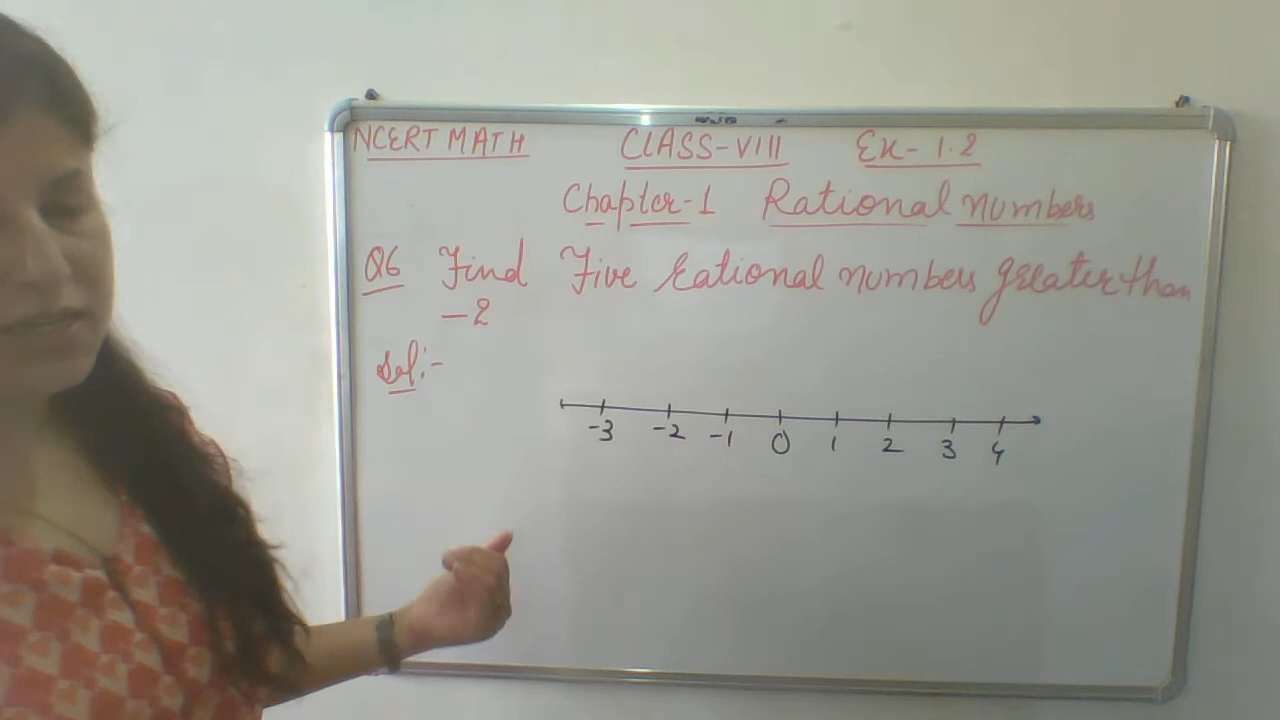 NCERT MATH CLASS-VIII Ex-1.2
Chapter-1 Rational numbers
Q6 Find Five Rational numbers greater than
-2
Sol:-
-3 -2 -1 0 1 2 3 4